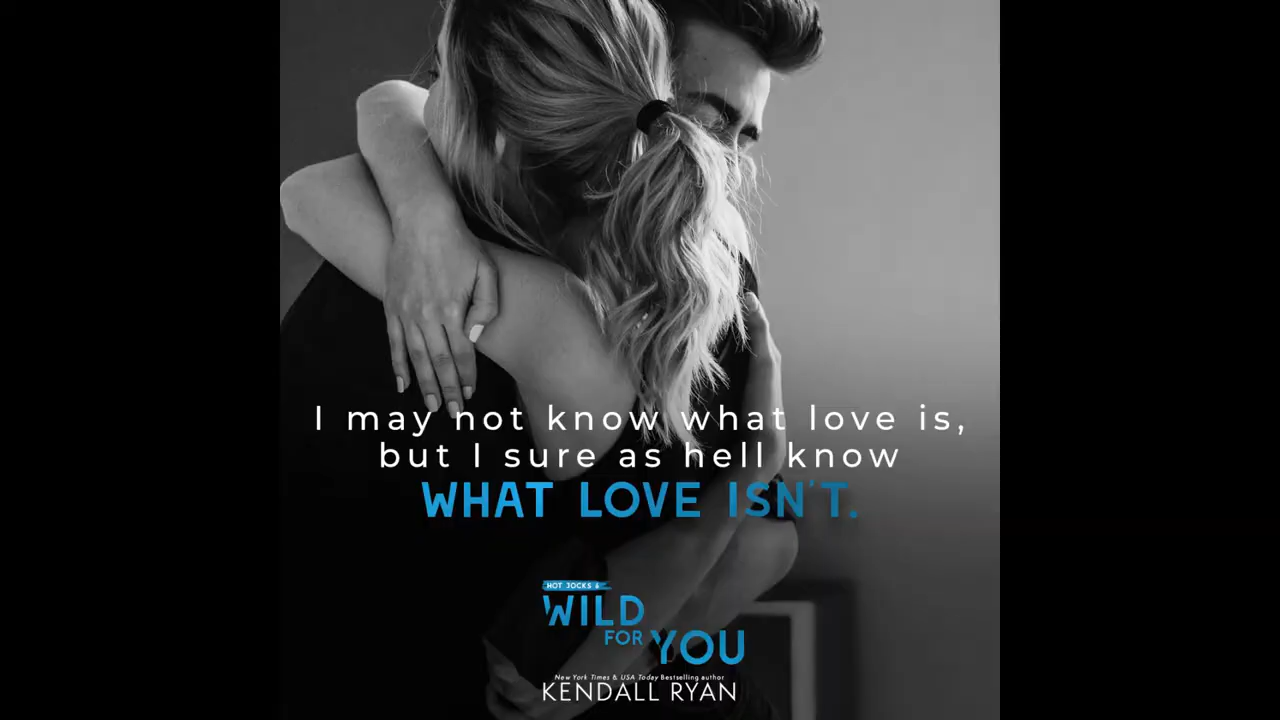 I may not know what love is,
but I sure as hell know
WHAT LOVE ISN'T.
HOT JOCKS 6
WILD
FOR YOU
New York Times & USA Today Bestselling author
KENDALL RYAN